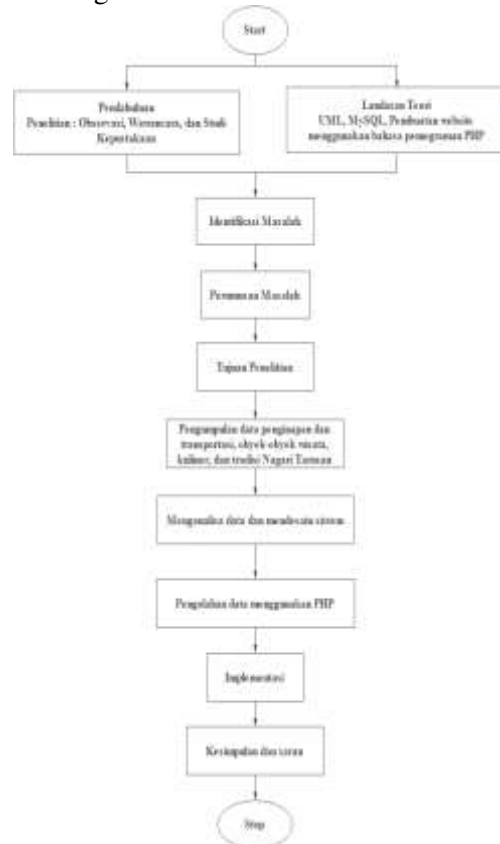 Start
Pendahuluan
Penelitian : Observasi, Wawancara, dan Studi
Kepustakaan
Landasan Teori
UML, MySQL, Pembuatan website
menggunakan bahasa pemograman PHP
Identifikasi Masalah
Perumusan Masalah
Tujuan Penelitian
Pengumpulan data penginapan dan
transportasi, obyek-obyek wisata,
kuliner, dan tradisi Nagari
Menganalisa data dan mendesain sistem
Pengolahan data menggunakan PHP
Implementasi
Kesimpulan dan saran
Stop